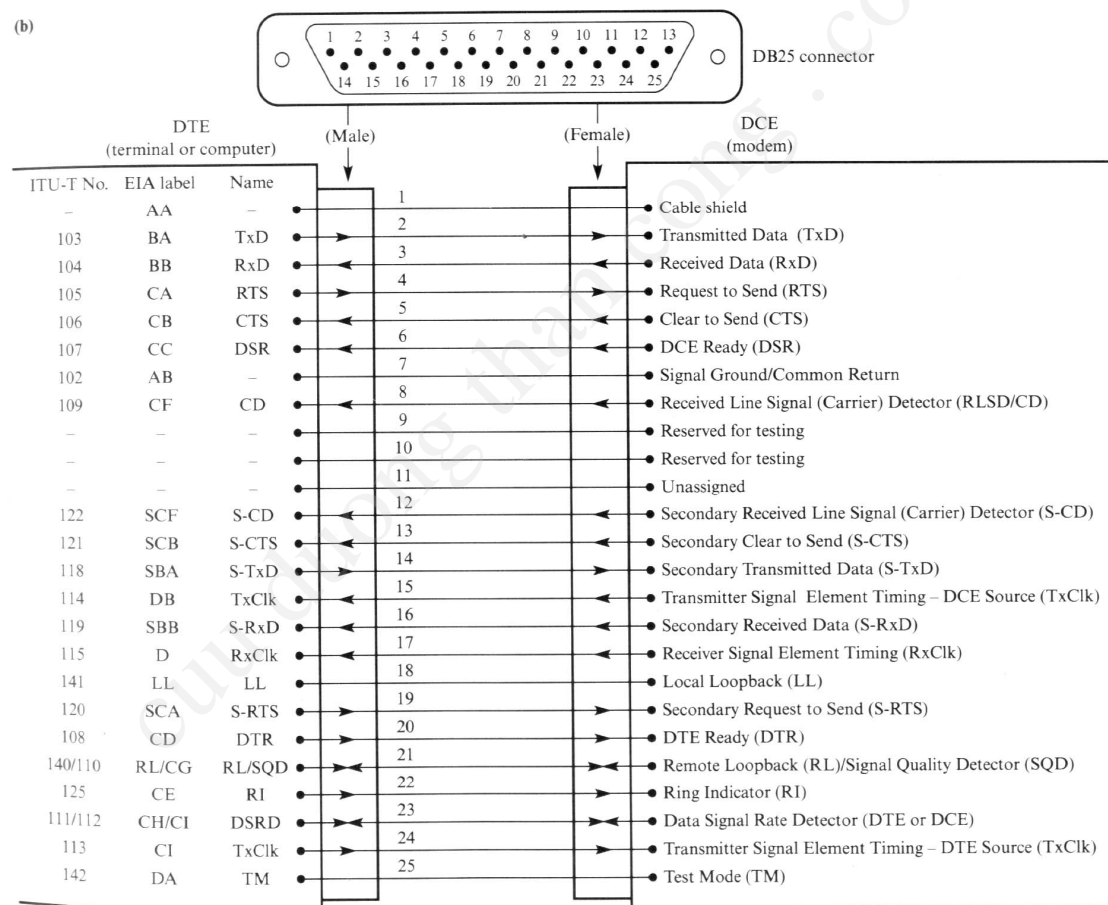 (b)
1 2 3 4 5 6 7 8 9 10 11 12 13
14 15 16 17 18 19 20 21 22 23 24 25
DB25 connector
DTE
(terminal or computer)
(Male)
(Female)
DCE
(modem)
ITU-T No. EIA label Name
– AA – 1 Cable shield
103 BA TxD 2 Transmitted Data (TxD)
104 BB RxD 3 Received Data (RxD)
105 CA RTS 4 Request to Send (RTS)
106 CB CTS 5 Clear to Send (CTS)
107 CC DSR 6 DCE Ready (DSR)
102 AB – 7 Signal Ground/Common Return
109 CF CD 8 Received Line Signal (Carrier) Detector (RLSD/CD)
– – – 9 Reserved for testing
– – – 10 Reserved for testing
– – – 11 Unassigned
122 SCF S-CD 12 Secondary Received Line Signal (Carrier) Detector (S-CD)
121 SCB S-CTS 13 Secondary Clear to Send (S-CTS)
118 SBA S-TxD 14 Secondary Transmitted Data (S-TxD)
114 DB TxClk 15 Transmitter Signal Element Timing – DCE Source (TxClk)
119 SBB S-RxD 16 Secondary Received Data (S-RxD)
115 D RxClk 17 Receiver Signal Element Timing (RxClk)
141 LL LL 18 Local Loopback (LL)
120 SCA S-RTS 19 Secondary Request to Send (S-RTS)
108 CD DTR 20 DTE Ready (DTR)
140/110 RL/CG RL/SQD 21 Remote Loopback (RL)/Signal Quality Detector (SQD)
125 CE RI 22 Ring Indicator (RI)
111/112 CH/CI DSRD 23 Data Signal Rate Detector (DTE or DCE)
113 CI TxClk 24 Transmitter Signal Element Timing – DTE Source (TxClk)
142 DA TM 25 Test Mode (TM)
cuu duong than cong . co